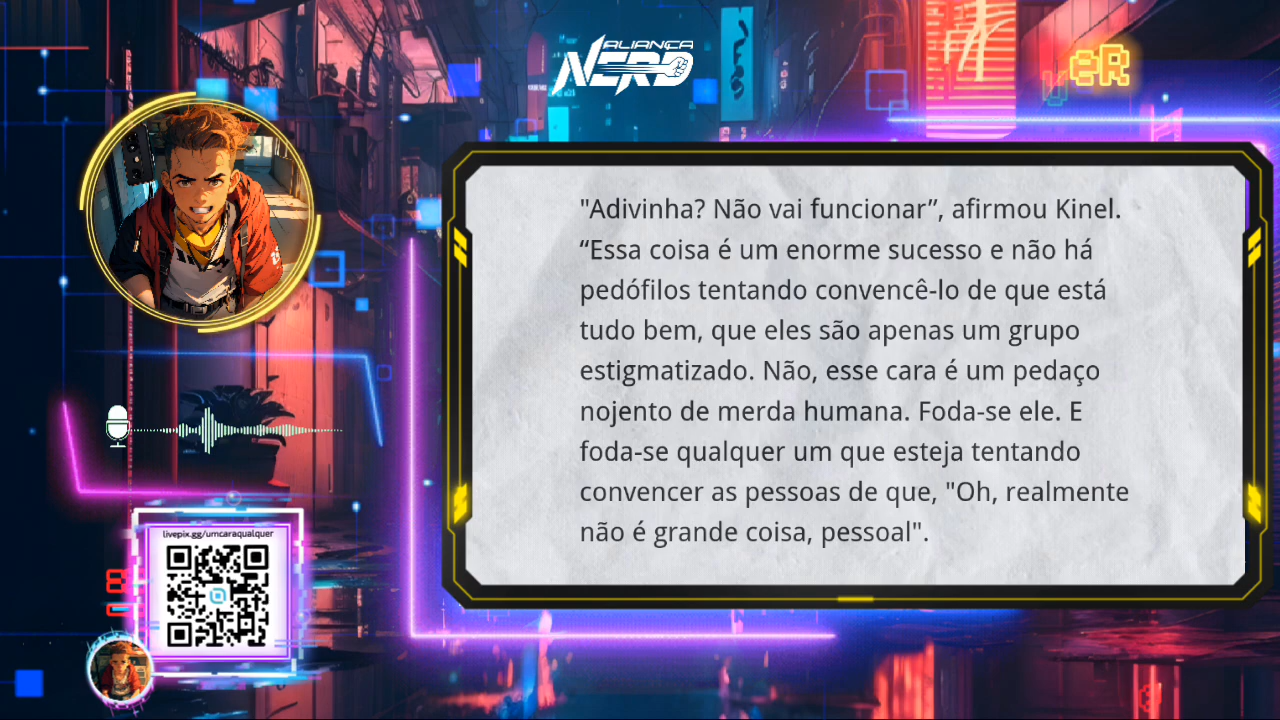 ALIANÇA
NERD
eR
"Adivinha? Não vai funcionar”, afirmou Kinel.
“Essa coisa é um enorme sucesso e não há
pedófilos tentando convencê-lo de que está
tudo bem, que eles são apenas um grupo
estigmatizado. Não, esse cara é um pedaço
nojento de merda humana. Foda-se ele. E
foda-se qualquer um que esteja tentando
convencer as pessoas de que, "Oh, realmente
não é grande coisa, pessoal".
livepix.gg/umcaraqualquer